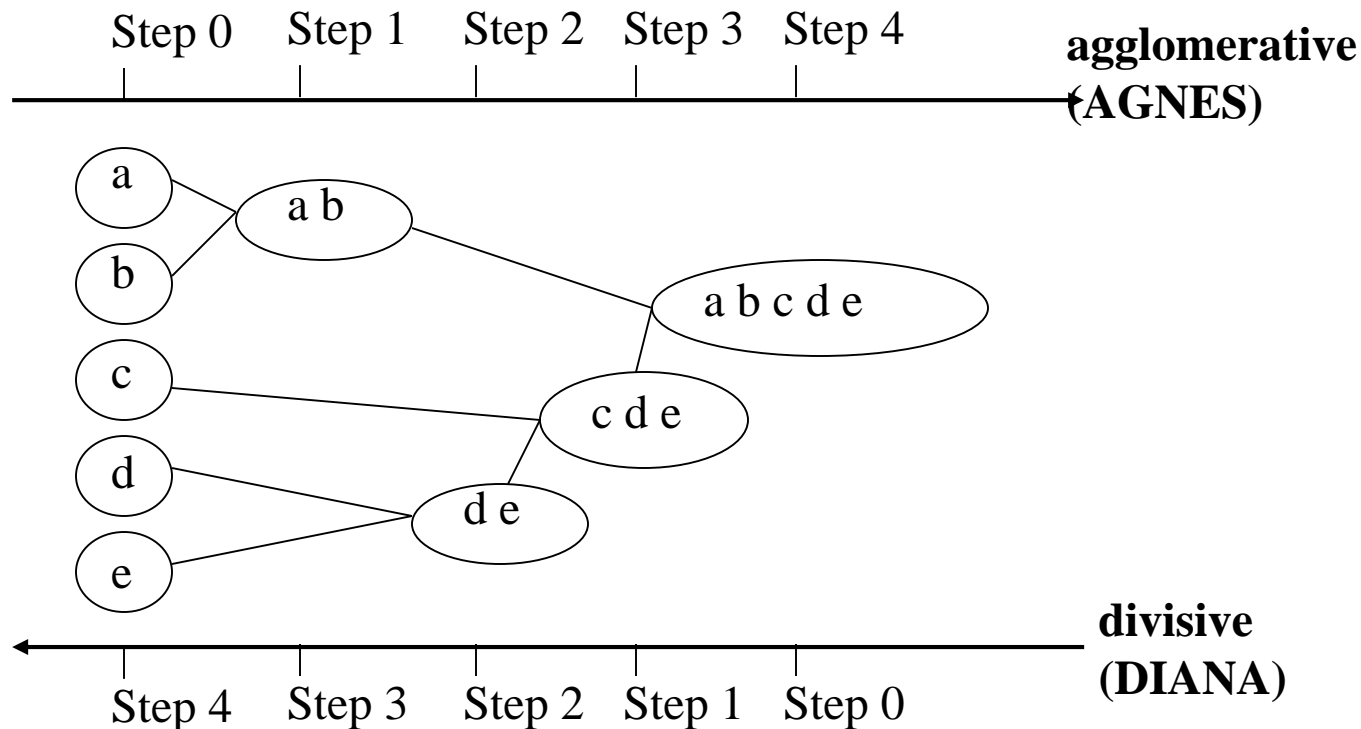 Step 0 Step 1 Step 2 Step 3 Step 4
agglomerative
(AGNES)
a
a b
b
a b c d e
c
c d e
d
d e
e
divisive
(DIANA)
Step 4 Step 3 Step 2 Step 1 Step 0